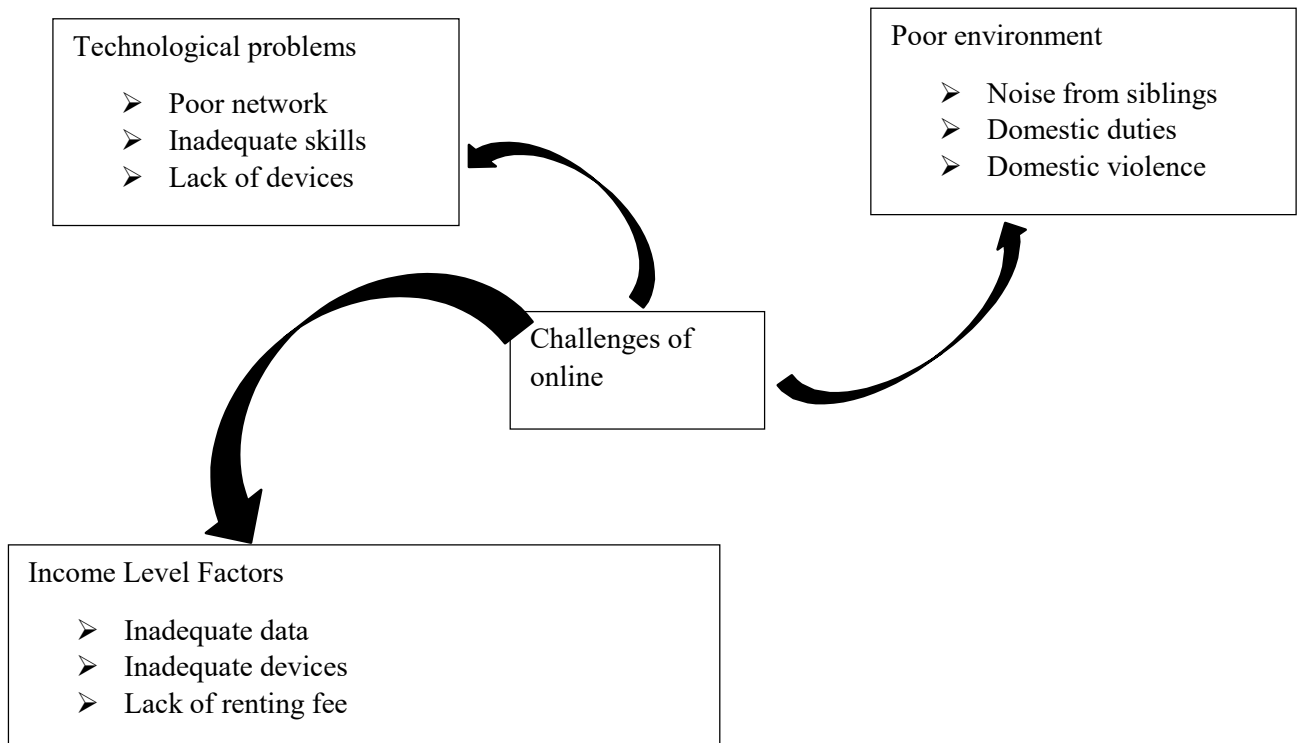 Technological problems
➢ Poor network
➢ Inadequate skills
➢ Lack of devices
Poor environment
➢ Noise from siblings
➢ Domestic duties
➢ Domestic violence
Challenges of
online
Income Level Factors
➢ Inadequate data
➢ Inadequate devices
➢ Lack of renting fee